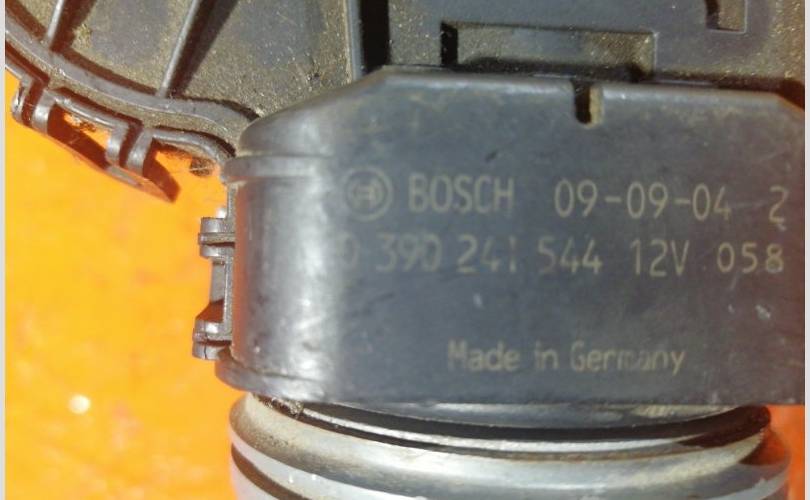 BOSCH 09-09-04 2
0 390 241 544 12V 058
Made in Germany